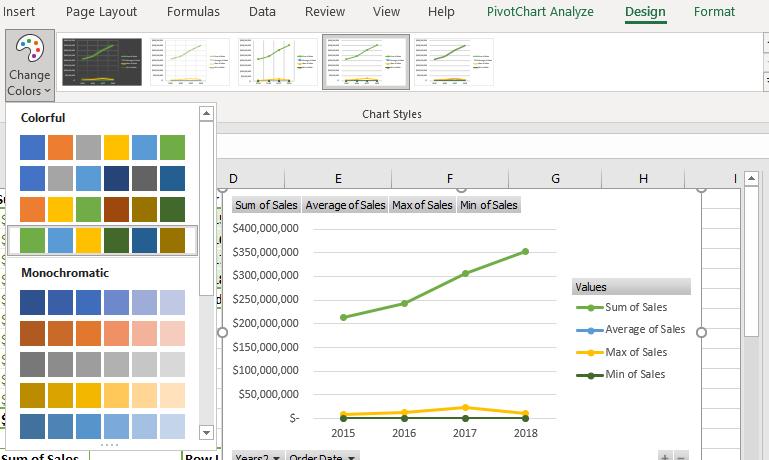 Insert Page Layout Formulas Data Review View Help PivotChart Analyze Design Format
Change
Colors
Chart Styles
Colorful
Monochromatic
D E F G H I
Sum of Sales Average of Sales Max of Sales Min of Sales
$400,000,000
$350,000,000
$300,000,000
$250,000,000
$200,000,000
$150,000,000
$100,000,000
$50,000,000
$-
2015 2016 2017 2018
Values
Sum of Sales
Average of Sales
Max of Sales
Min of Sales
Years2 Order Date
Sum of Sales Row L